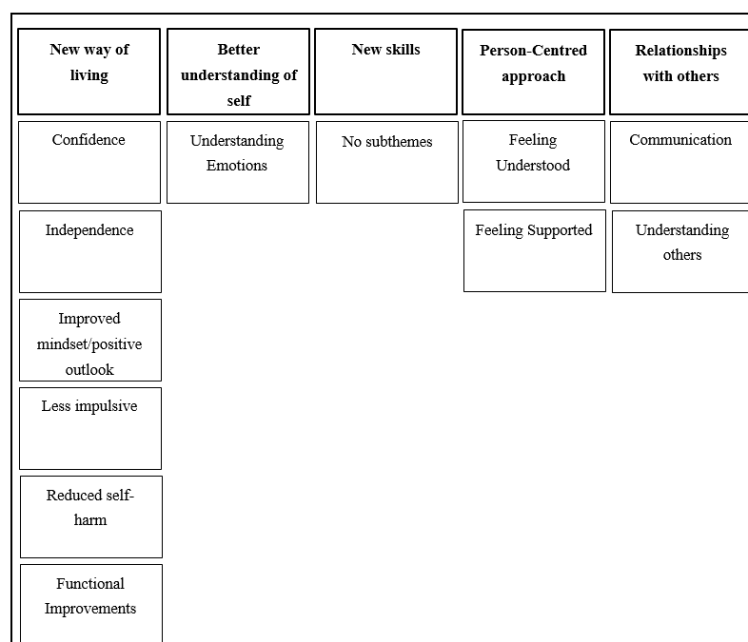 New way of
living
Better
understanding of
self
New skills
Person-Centred
approach
Relationships
with others
Confidence
Understanding
Emotions
No subthemes
Feeling
Understood
Communication
Independence
Feeling Supported
Understanding
others
Improved
mindset/positive
outlook
Less impulsive
Reduced self-
harm
Functional
Improvements